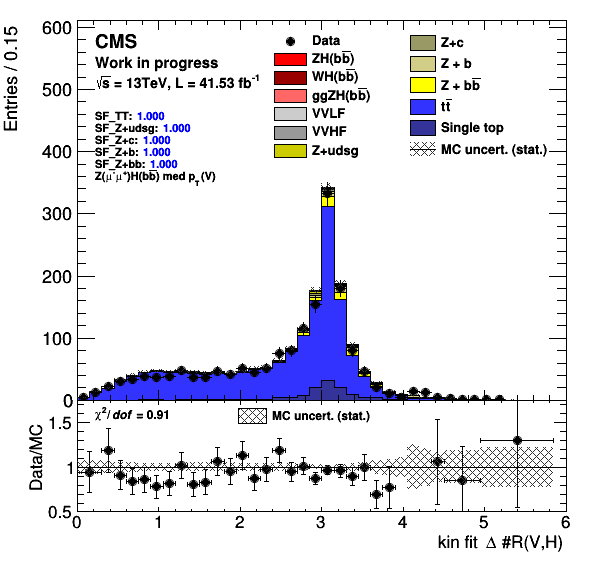 Entries / 0.15
600
500
400
300
200
100
0
CMS
Work in progress
√s = 13TeV, L = 41.53 fb⁻¹
SF_TT: 1.000
SF_Z+udsg: 1.000
SF_Z+c: 1.000
SF_Z+b: 1.000
SF_Z+bb: 1.000
Z(μ⁻μ⁺)H(bb̅) med p_T(V)
Data
ZH(bb̅)
WH(bb̅)
ggZH(bb̅)
VVLF
VVHF
Z+udsg
Z+c
Z + b
Z + bb̅
tt̅
Single top
MC uncert. (stat.)
Data/MC
1.5
1
0.5
χ²/ dof = 0.91
MC uncert. (stat.)
0 1 2 3 4 5 6
kin fit Δ #R(V,H)